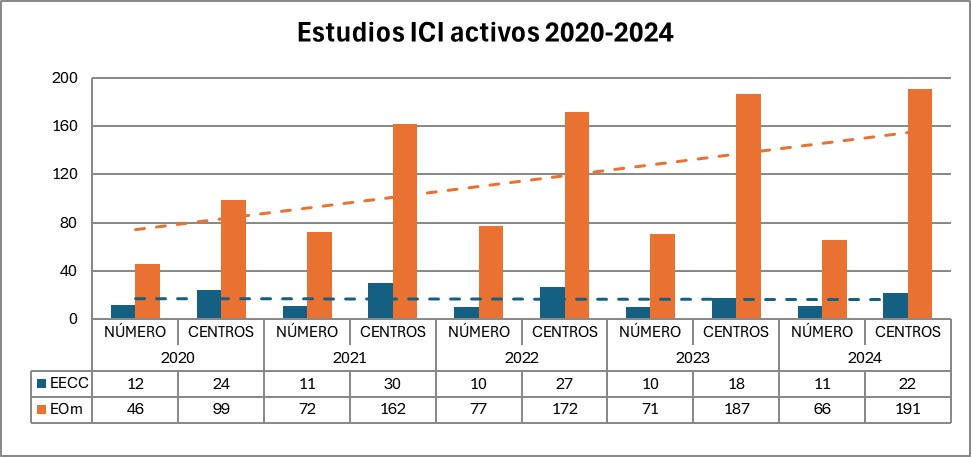 Estudios ICI activos 2020-2024
200
160
120
80
40
0
NÚMERO CENTROS NÚMERO CENTROS NÚMERO CENTROS NÚMERO CENTROS NÚMERO CENTROS
2020 2021 2022 2023 2024
EECC 12 24 11 30 10 27 10 18 11 22
EOm 46 99 72 162 77 172 71 187 66 191